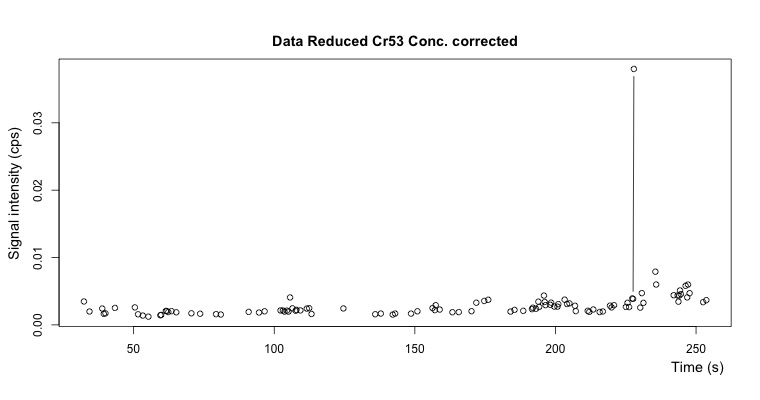 Data Reduced Cr53 Conc. corrected
Signal intensity (cps)
0.03
0.02
0.01
0.00
50 100 150 200 250
Time (s)